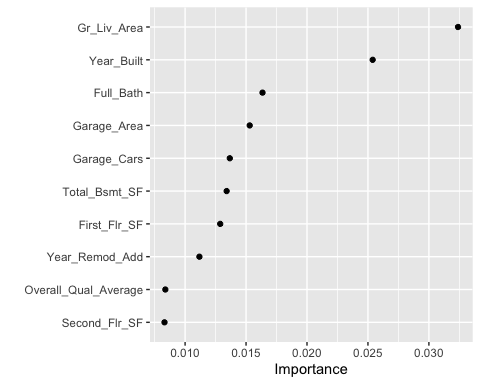 Gr_Liv_Area
Year_Built
Full_Bath
Garage_Area
Garage_Cars
Total_Bsmt_SF
First_Flr_SF
Year_Remod_Add
Overall_Qual_Average
Second_Flr_SF
0.010 0.015 0.020 0.025 0.030
Importance